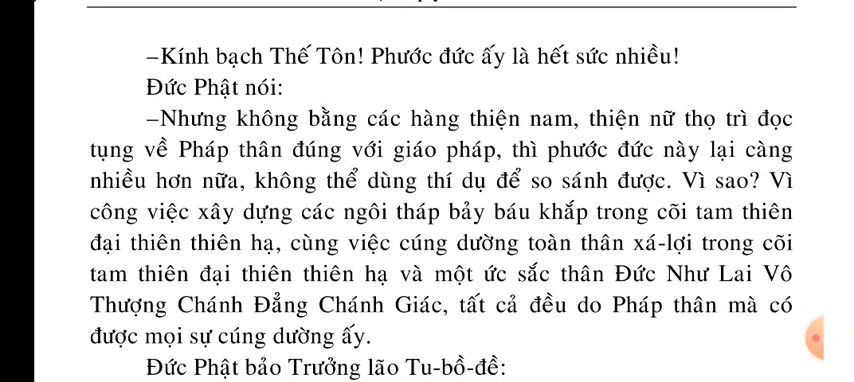 –Kính bạch Thế Tôn! Phước đức ấy là hết sức nhiều!
Đức Phật nói:
–Nhưng không bằng các hàng thiện nam, thiện nữ thọ trì đọc
tụng về Pháp thân đúng với giáo pháp, thì phước đức này lại càng
nhiều hơn nữa, không thể dùng thí dụ để so sánh được. Vì sao? Vì
công việc xây dựng các ngôi tháp bảy báu khắp trong cõi tam thiên
đại thiên thiên hạ, cùng việc cúng dường toàn thân xá-lợi trong cõi
tam thiên đại thiên thiên hạ và một ức sắc thân Đức Như Lai Vô
Thượng Chánh Đẳng Chánh Giác, tất cả đều do Pháp thân mà có
được mọi sự cúng dường ấy.
Đức Phật bảo Trưởng lão Tu-bồ-đề: